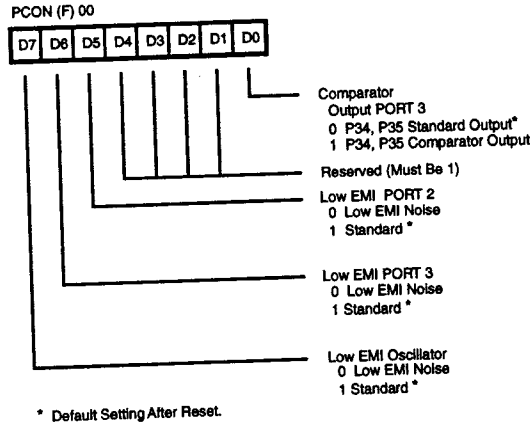 PCON (F) 00
D7 D6 D5 D4 D3 D2 D1 D0
Comparator
Output PORT 3
0 P34, P35 Standard Output*
1 P34, P35 Comparator Output
Reserved (Must Be 1)
Low EMI PORT 2
0 Low EMI Noise
1 Standard *
Low EMI PORT 3
0 Low EMI Noise
1 Standard *
Low EMI Oscillator
0 Low EMI Noise
1 Standard *
* Default Setting After Reset.